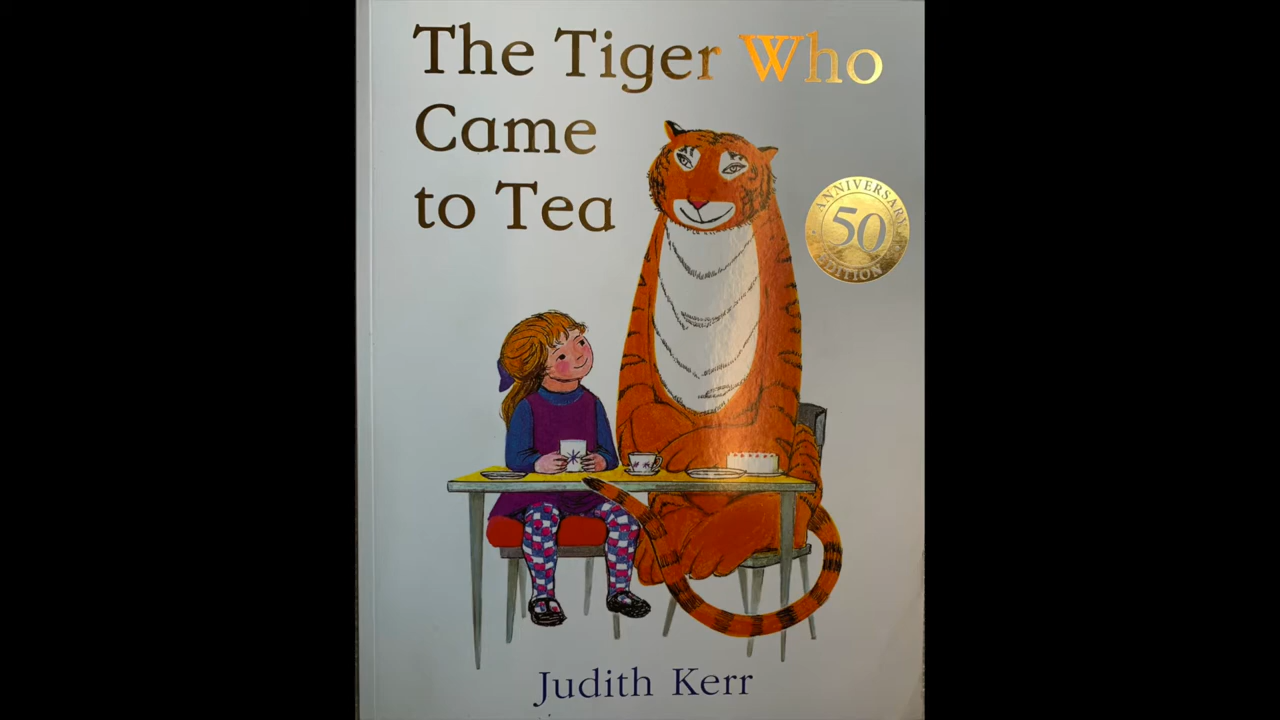 The Tiger Who
Came
to Tea
ANNIVERSARY
50
EDITION
Judith Kerr